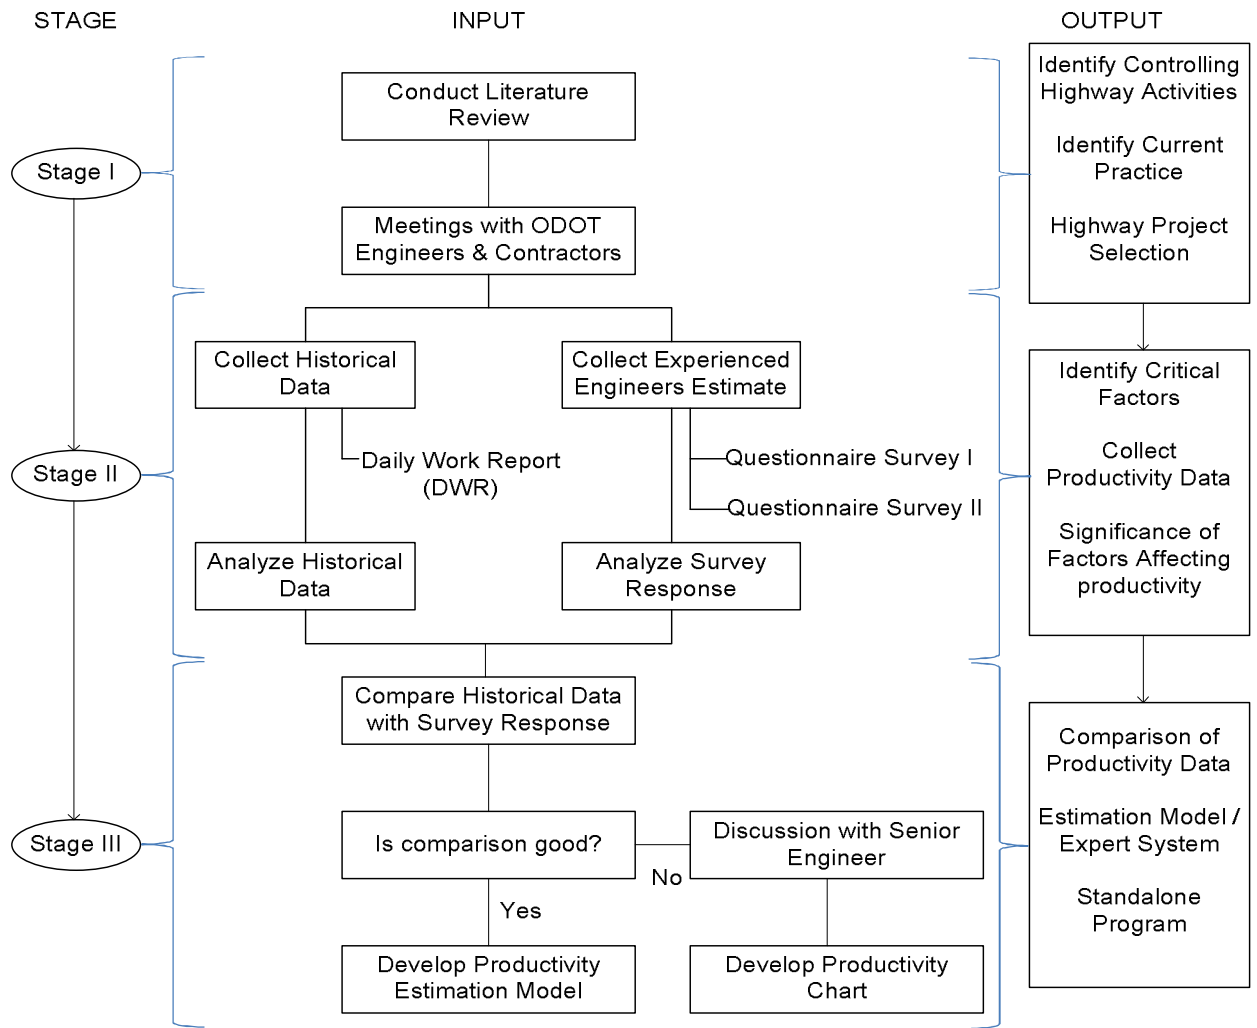 STAGE
INPUT
OUTPUT
Stage I
Conduct Literature
Review
Meetings with ODOT
Engineers & Contractors
Identify Controlling
Highway Activities
Identify Current
Practice
Highway Project
Selection
Stage II
Collect Historical
Data
Daily Work Report
(DWR)
Analyze Historical
Data
Collect Experienced
Engineers Estimate
Questionnaire Survey I
Questionnaire Survey II
Analyze Survey
Response
Identify Critical
Factors
Collect
Productivity Data
Significance of
Factors Affecting
productivity
Stage III
Compare Historical Data
with Survey Response
Is comparison good?
No
Discussion with Senior
Engineer
Yes
Develop Productivity
Estimation Model
Develop Productivity
Chart
Comparison of
Productivity Data
Estimation Model /
Expert System
Standalone
Program